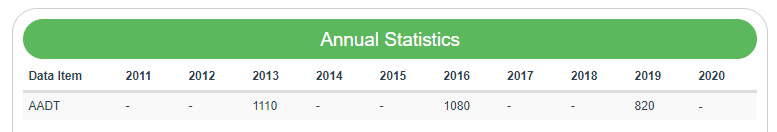 Annual Statistics
Data Item 2011 2012 2013 2014 2015 2016 2017 2018 2019 2020
AADT - - 1110 - - 1080 - - 820 -